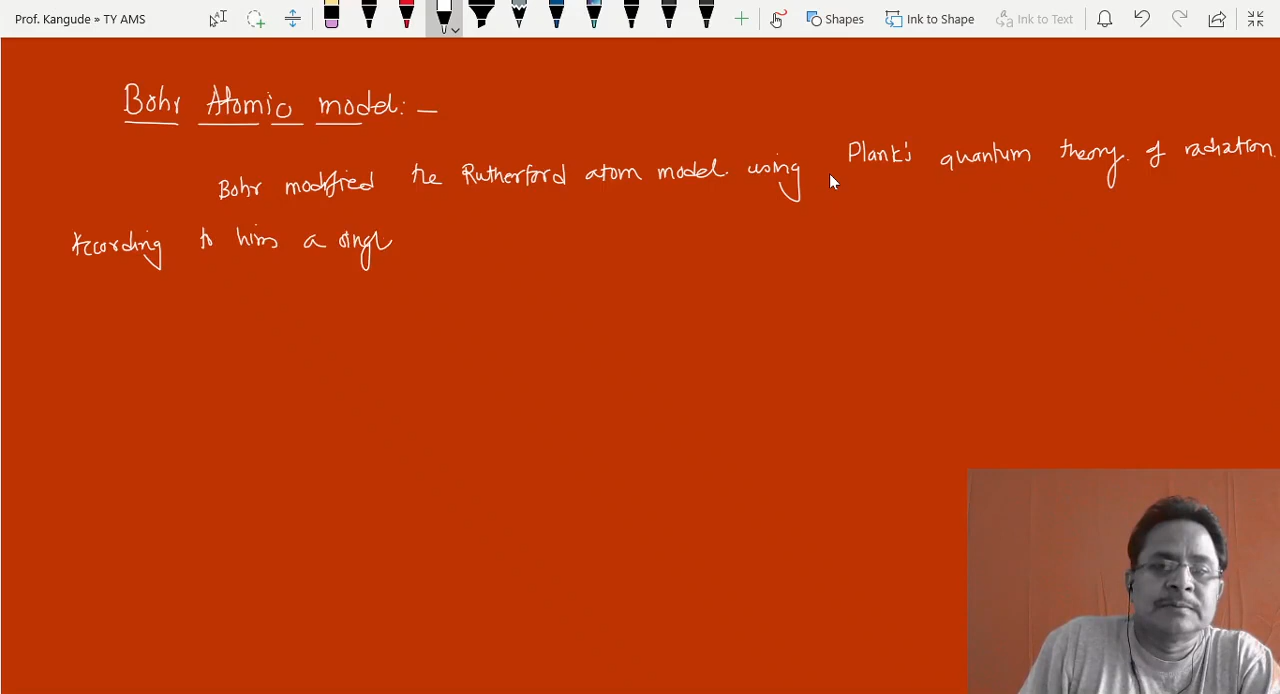 Prof. Kangude » TY AMS
Shapes
Ink to Shape
Ink to Text
Bohr Atomic model: –
Bohr modified the Rutherford atom model. using Plank's quantum theory. of radiation.
According to him a singl